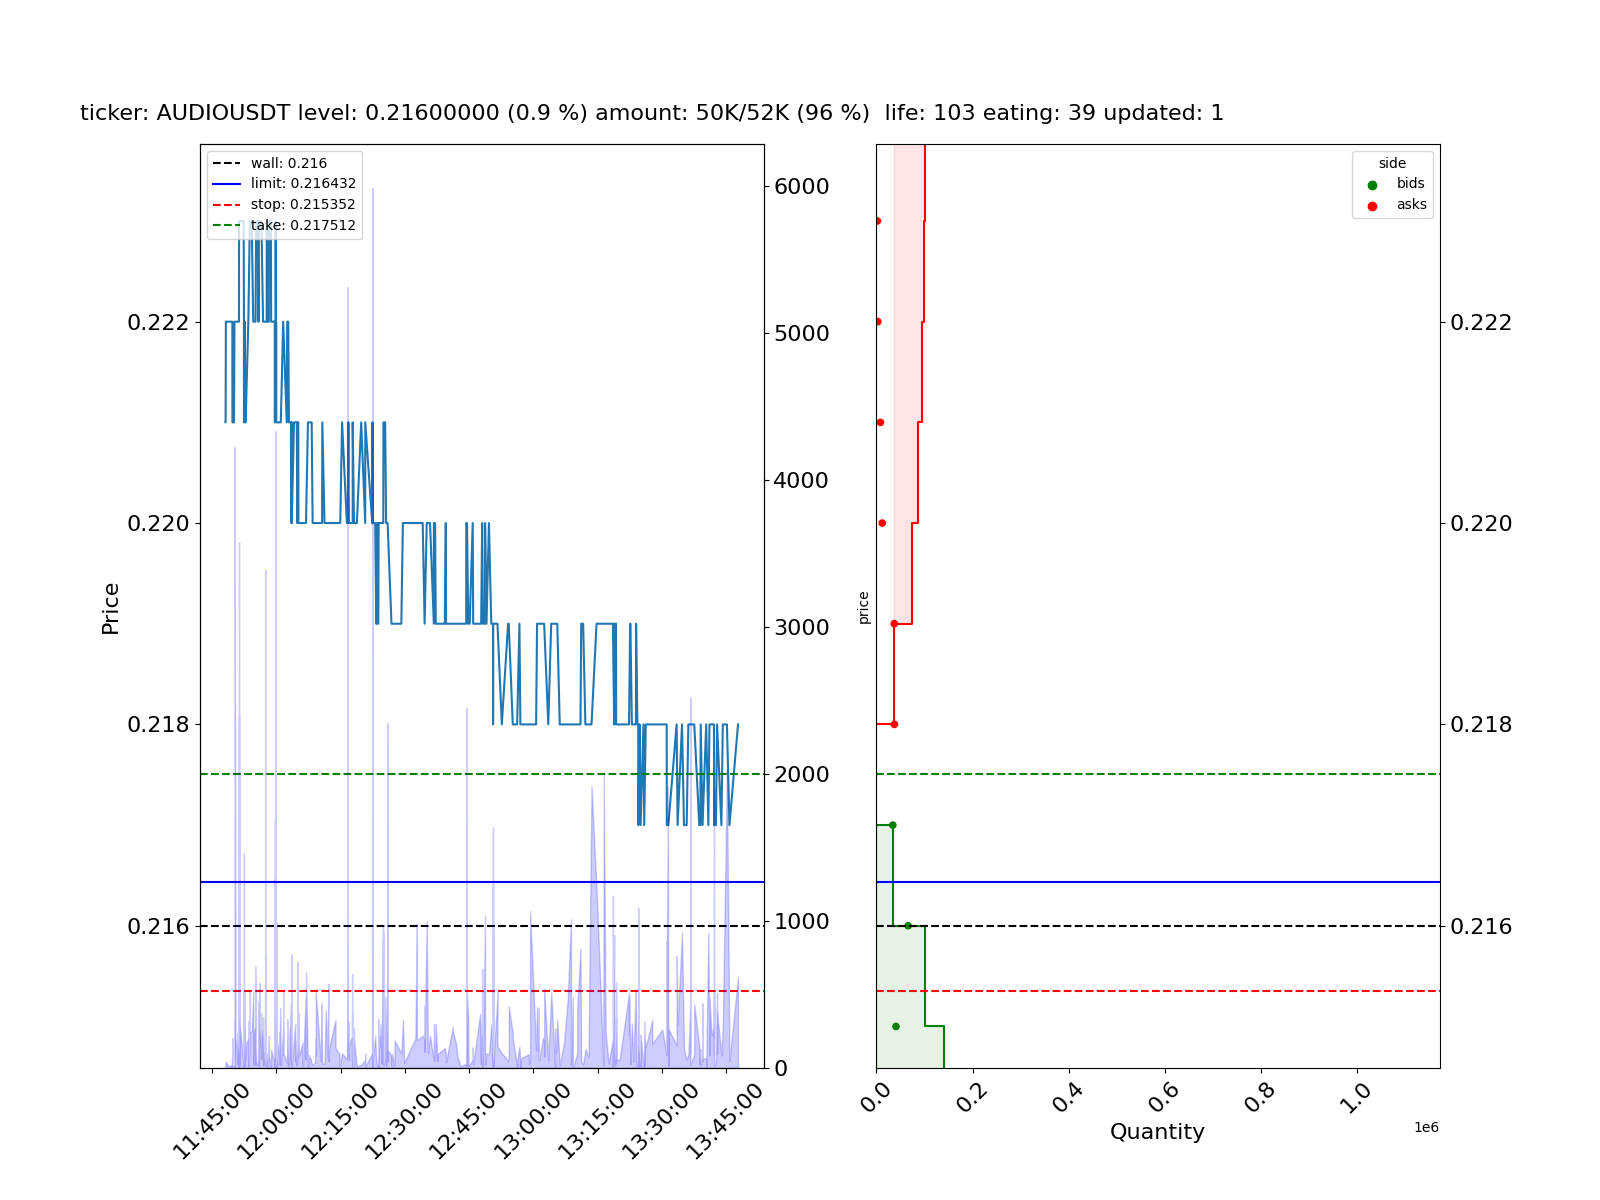 ticker: AUDIOUSDT level: 0.21600000 (0.9 %) amount: 50K/52K (96 %)  life: 103 eating: 39 updated: 1
wall: 0.216
limit: 0.216432
stop: 0.215352
take: 0.217512
Price
0.222
0.220
0.218
0.216
6000
5000
4000
3000
2000
1000
0
11:45:00
12:00:00
12:15:00
12:30:00
12:45:00
13:00:00
13:15:00
13:30:00
13:45:00
side
bids
asks
price
0.222
0.220
0.218
0.216
0.0
0.2
0.4
0.6
0.8
1.0
1e6
Quantity